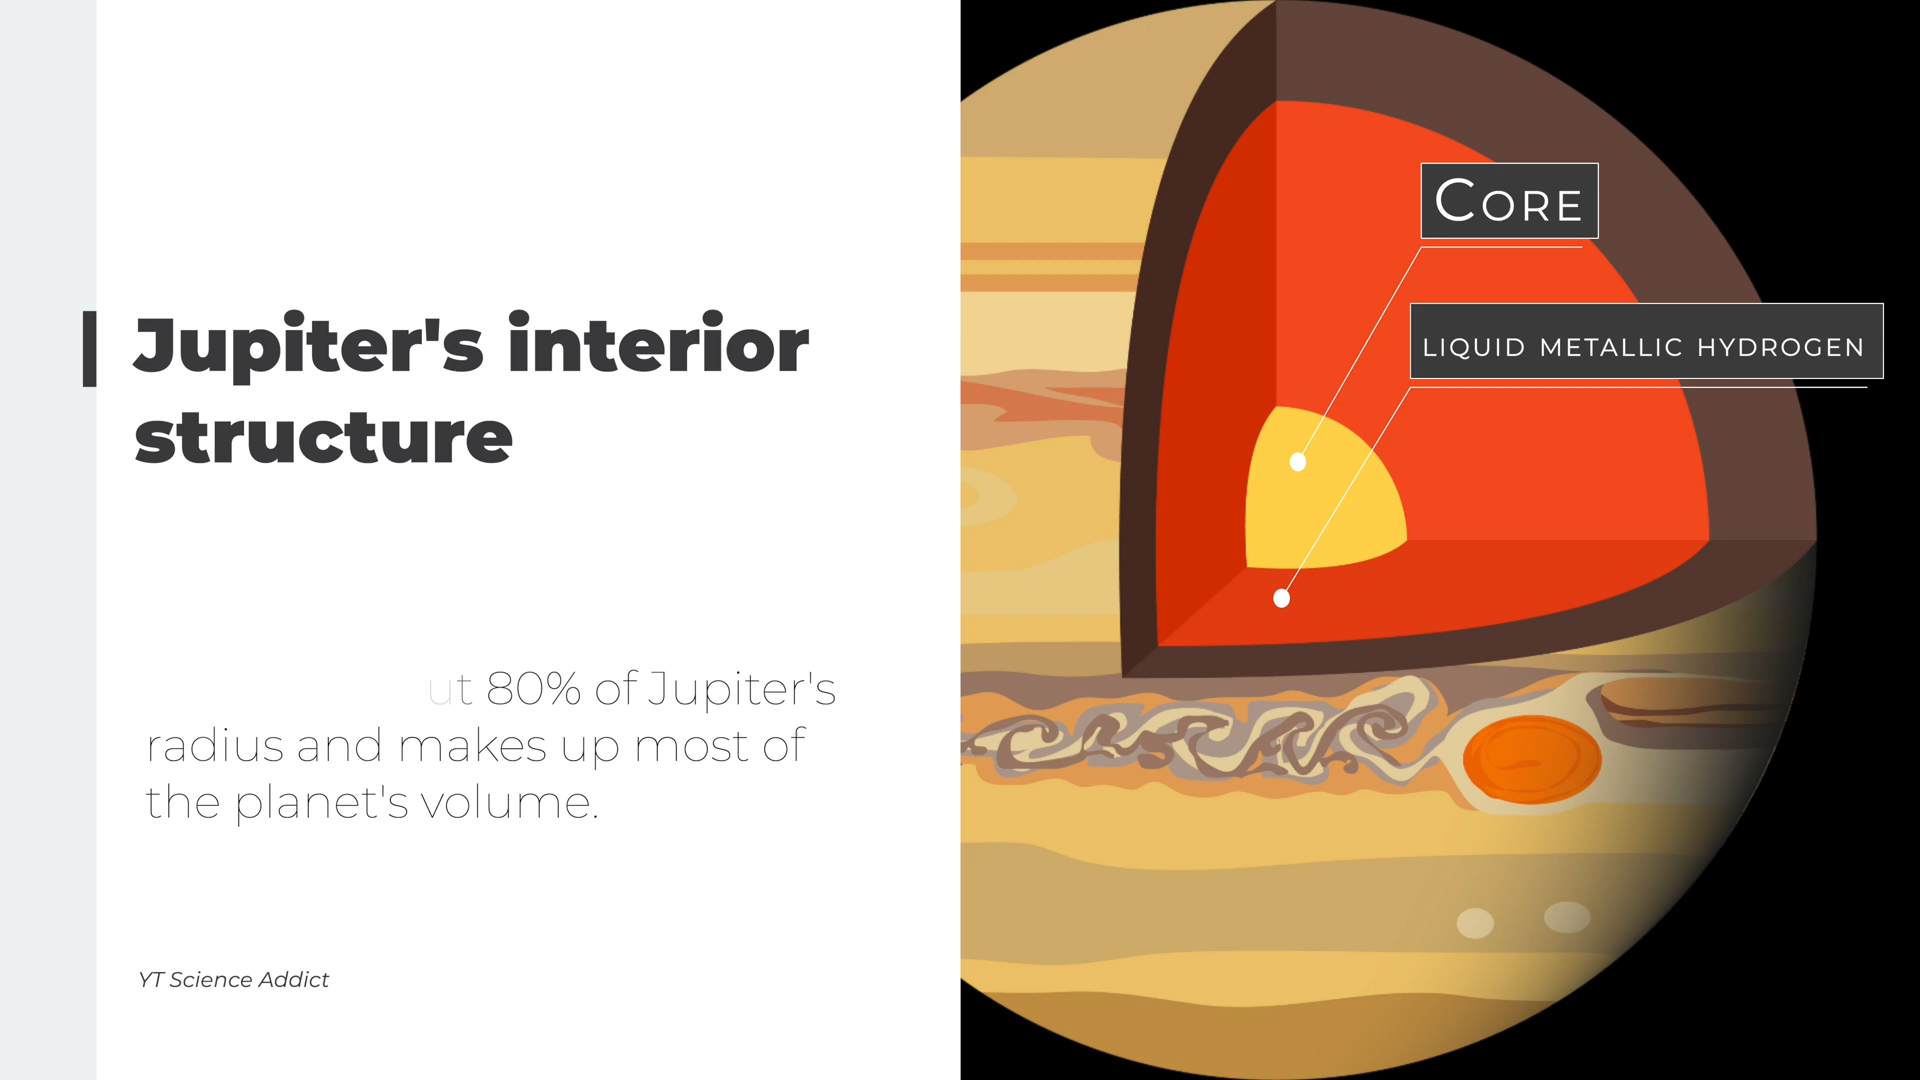 Jupiter's interior
structure
ut 80% of Jupiter's
radius and makes up most of
the planet's volume.
YT Science Addict
CORE
LIQUID METALLIC HYDROGEN